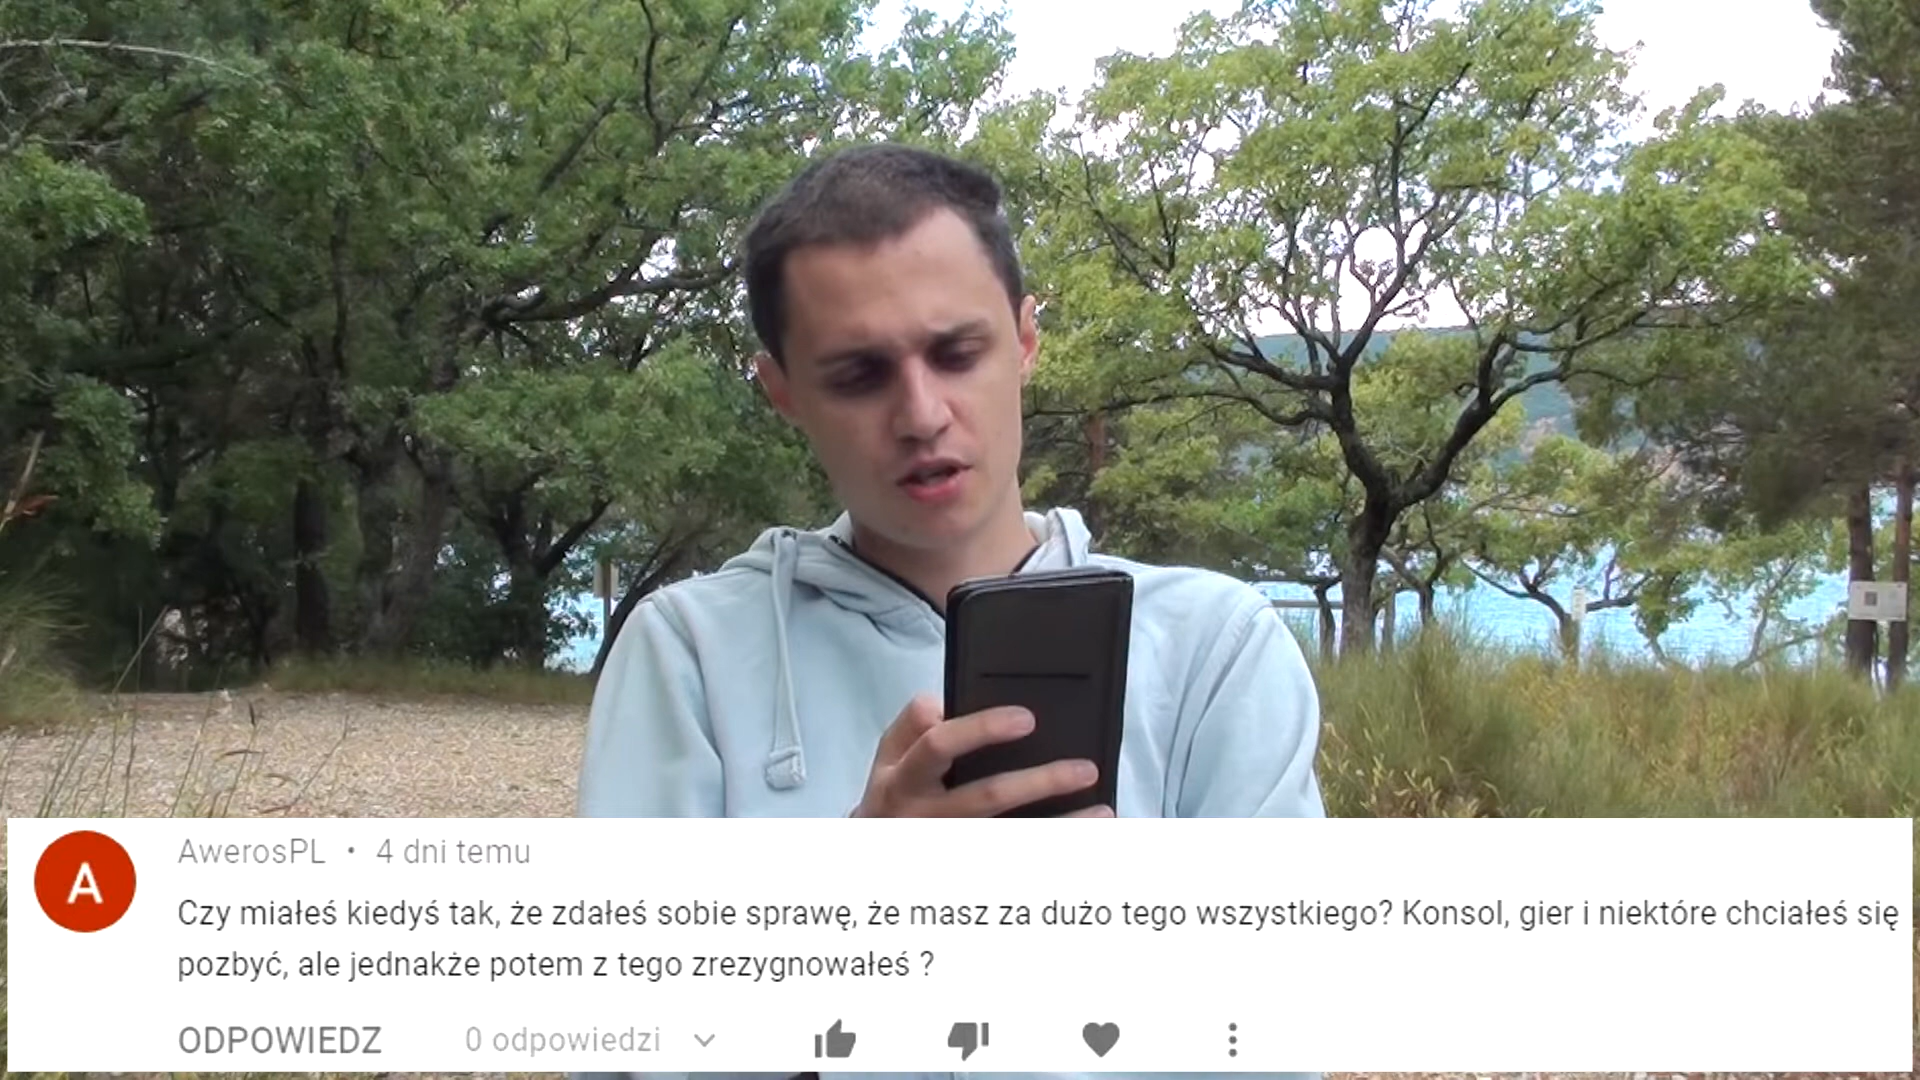 A
AwerosPL • 4 dni temu
Czy miałeś kiedyś tak, że zdałeś sobie sprawę, że masz za dużo tego wszystkiego? Konsol, gier i niektóre chciałeś się
pozbyć, ale jednakże potem z tego zrezygnowałeś ?
ODPOWIEDZ 0 odpowiedzi